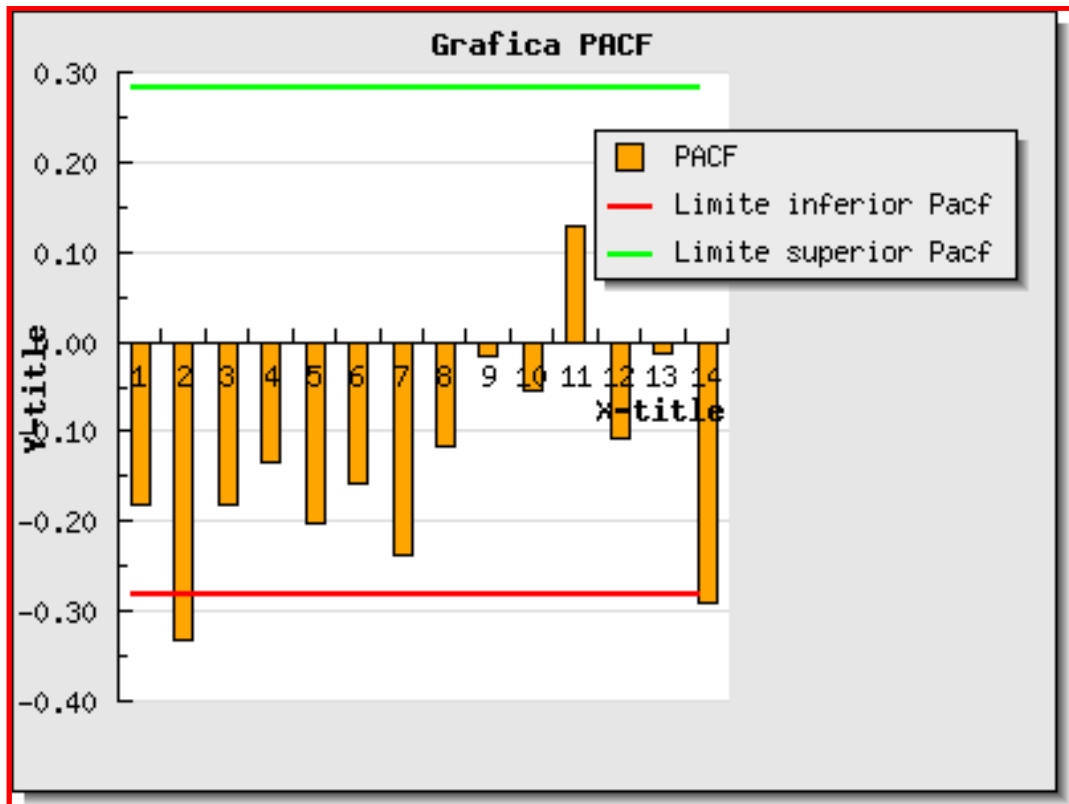 Grafica PACF
0.30
0.20
0.10
0.00
-0.10
-0.20
-0.30
-0.40
Y-title
1 2 3 4 5 6 7 8 9 10 11 12 13 14
X-title
PACF
Limite inferior Pacf
Limite superior Pacf